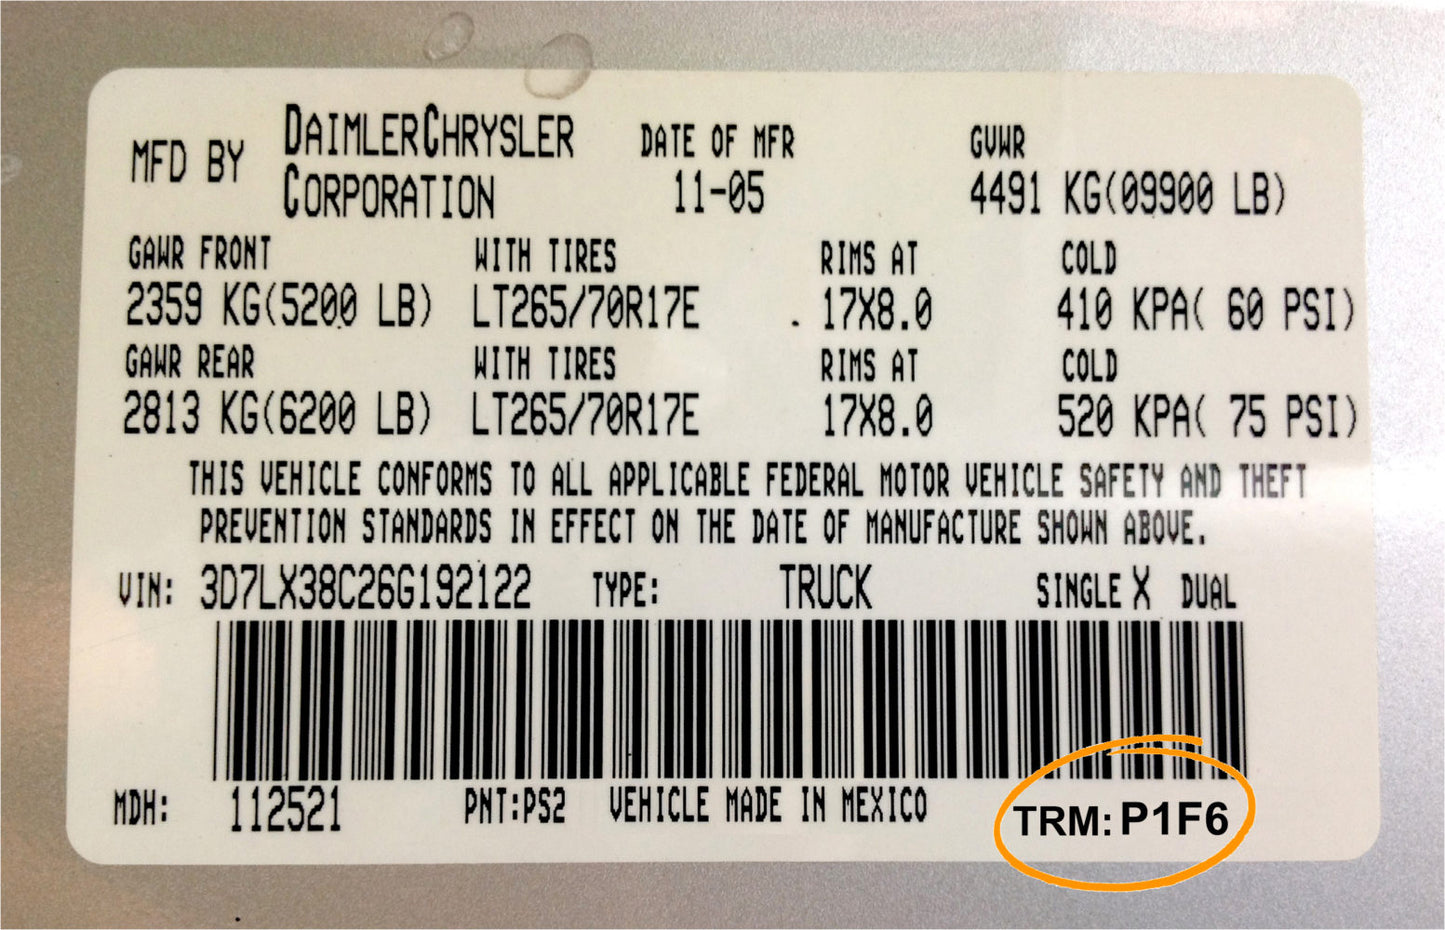 MFD BY DAIMLERCHRYSLER CORPORATION DATE OF MFR 11-05 GVWR 4491 KG(09900 LB)
GAWR FRONT WITH TIRES RIMS AT COLD
2359 KG(5200 LB) LT265/70R17E 17X8.0 410 KPA( 60 PSI)
GAWR REAR WITH TIRES RIMS AT COLD
2813 KG(6200 LB) LT265/70R17E 17X8.0 520 KPA( 75 PSI)
THIS VEHICLE CONFORMS TO ALL APPLICABLE FEDERAL MOTOR VEHICLE SAFETY AND THEFT
PREVENTION STANDARDS IN EFFECT ON THE DATE OF MANUFACTURE SHOWN ABOVE.
VIN: 3D7LX38C26G192122 TYPE: TRUCK SINGLE X DUAL
MDH: 112521 PNT:PS2 VEHICLE MADE IN MEXICO TRM: P1F6